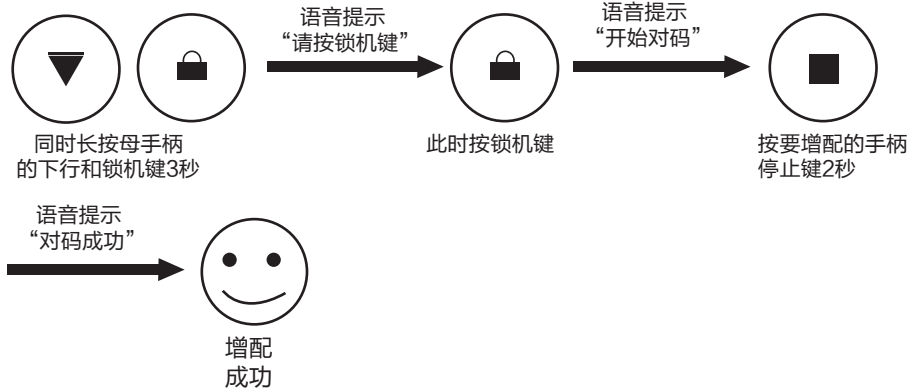 语音提示
“请按锁机键”
语音提示
“开始对码”
同时长按母手柄
的下行和锁机键3秒
此时按锁机键
按要增配的手柄
停止键2秒
语音提示
“对码成功”
增配
成功